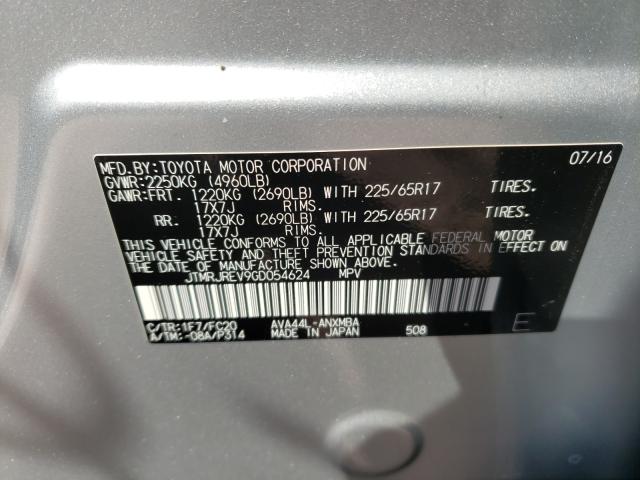 MFD.BY:TOYOTA MOTOR CORPORATION 07/16
GVWR:2250KG (4960LB)
GAWR:FRT. 1220KG (2690LB) WITH 225/65R17 TIRES.
17X7J RIMS.
RR. 1220KG (2690LB) WITH 225/65R17 TIRES.
17X7J RIMS.
THIS VEHICLE CONFORMS TO ALL APPLICABLE FEDERAL MOTOR
VEHICLE SAFETY AND THEFT PREVENTION STANDARDS IN EFFECT ON
THE DATE OF MANUFACTURE SHOWN ABOVE.
JTMRJREV9GD054624 MPV
C/TR:1F7/FC20 AVA44L-ANXMBA
A/TM:-08A/P314 MADE IN JAPAN 508 E